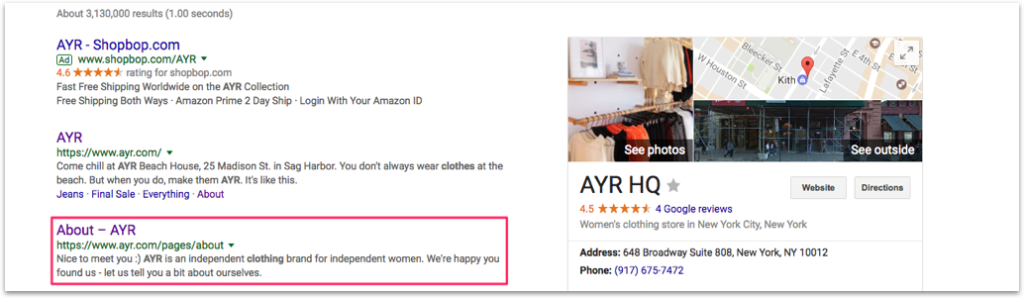 About 3,130,000 results (1.00 seconds)
AYR - Shopbop.com
Ad www.shopbop.com/AYR
4.6 rating for shopbop.com
Fast Free Shipping Worldwide on the AYR Collection
Free Shipping Both Ways · Amazon Prime 2 Day Ship · Login With Your Amazon ID
AYR
https://www.ayr.com/
Come chill at AYR Beach House, 25 Madison St. in Sag Harbor. You don't always wear clothes at the
beach. But when you do, make them AYR. It's like this.
Jeans · Final Sale · Everything · About
About – AYR
https://www.ayr.com/pages/about
Nice to meet you :) AYR is an independent clothing brand for independent women. We're happy you
found us - let us tell you a bit about ourselves.
Bleecker St
W Houston St
Kith
Lafayette St
E 4th St
E 3rd St
See photos
See outside
AYR HQ
Website
Directions
4.5 4 Google reviews
Women's clothing store in New York City, New York
Address: 648 Broadway Suite 808, New York, NY 10012
Phone: (917) 675-7472